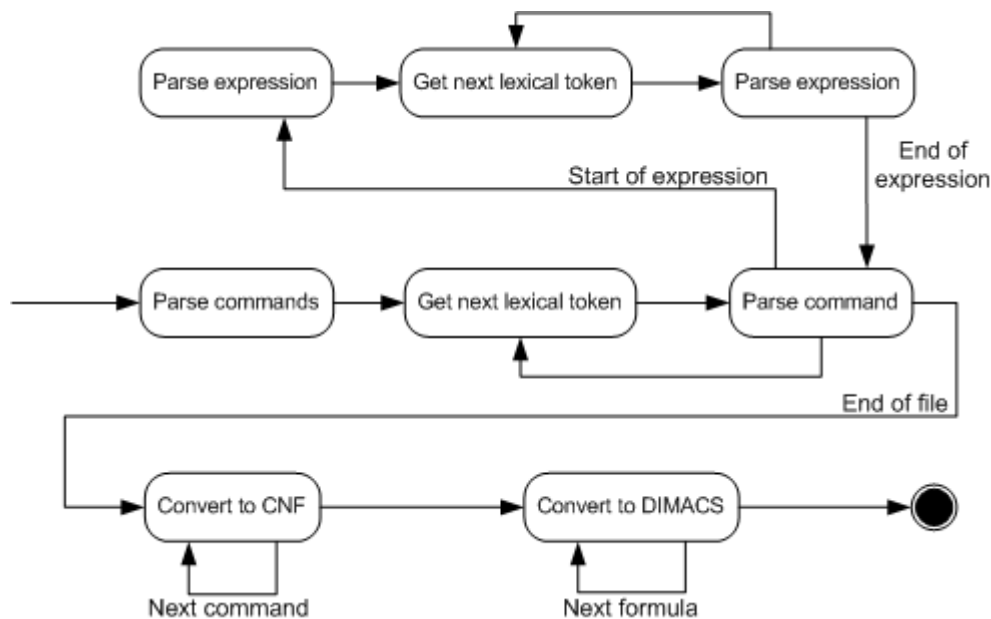 Parse expression
Get next lexical token
Parse expression
Start of expression
End of
expression
Parse commands
Get next lexical token
Parse command
End of file
Convert to CNF
Convert to DIMACS
Next command
Next formula